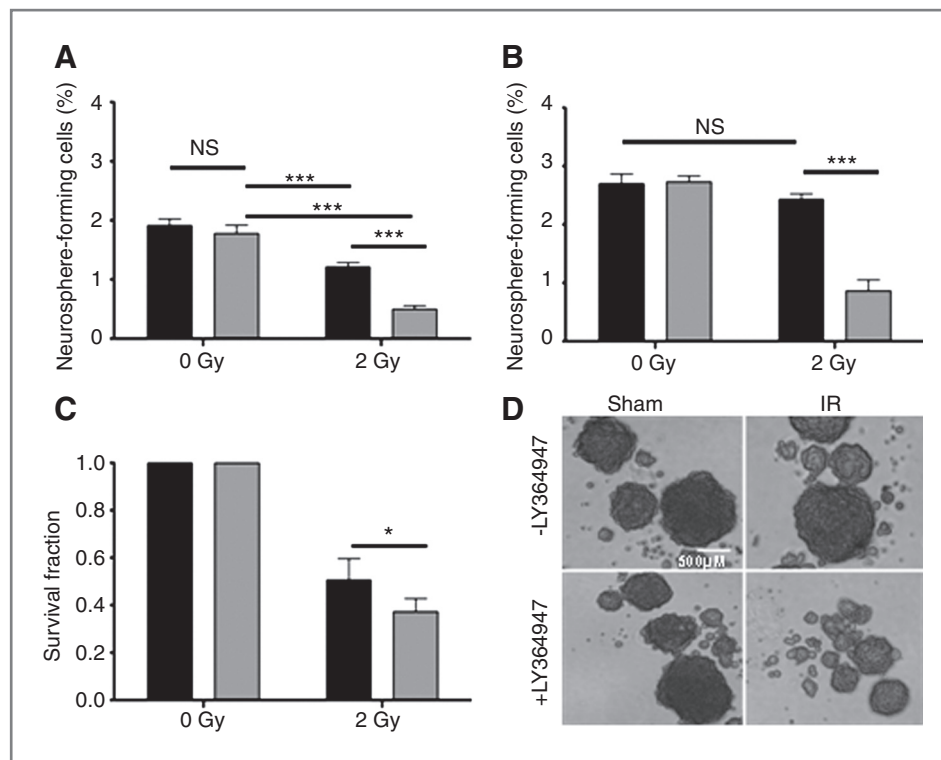 A
Neurosphere-forming cells (%)
4
3
2
1
0
NS
***
***
***
0 Gy
2 Gy
B
Neurosphere-forming cells (%)
4
3
2
1
0
NS
***
0 Gy
2 Gy
C
Survival fraction
1.0
0.8
0.6
0.4
0.2
0.0
*
0 Gy
2 Gy
D
Sham
IR
-LY364947
+LY364947
500µM